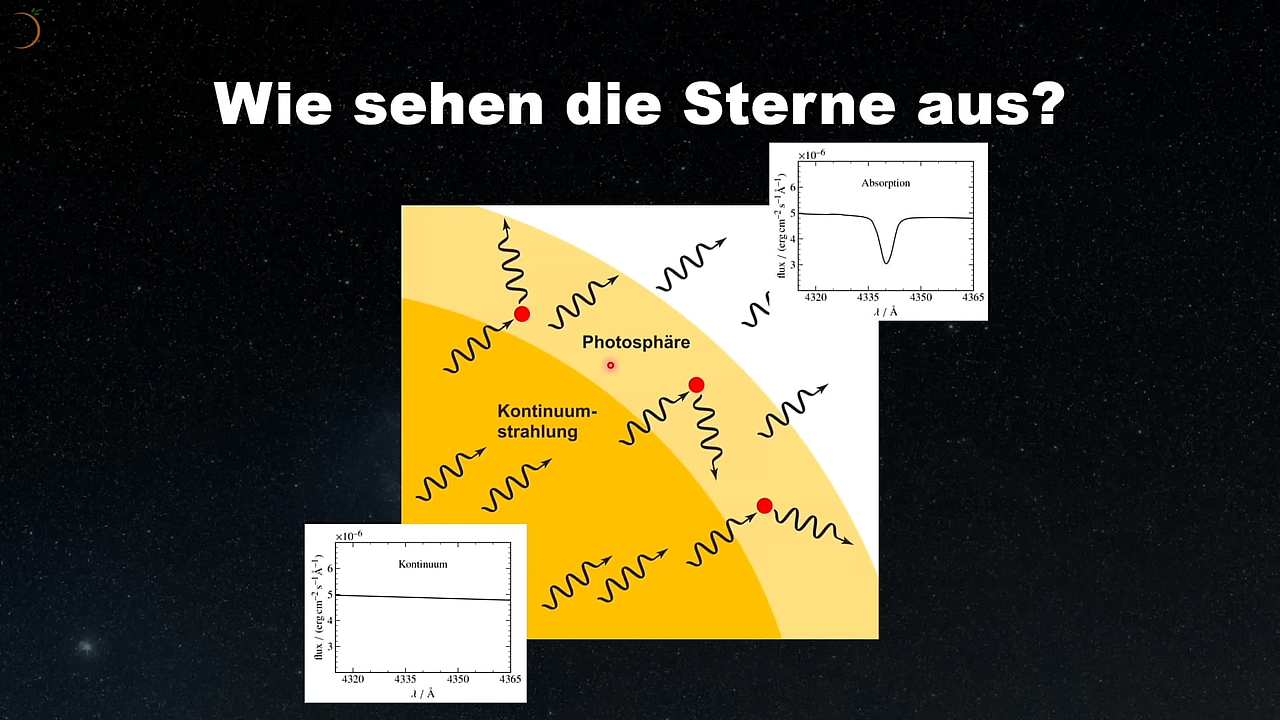 Wie sehen die Sterne aus?
×10⁻⁶
Absorption
flux / (erg cm⁻² s⁻¹Å⁻¹)
6
5
4
3
4320 4335 4350 4365
λ / Å
Photosphäre
Kontinuum-
strahlung
×10⁻⁶
Kontinuum
flux / (erg cm⁻² s⁻¹Å⁻¹)
6
5
4
3
4320 4335 4350 4365
λ / Å